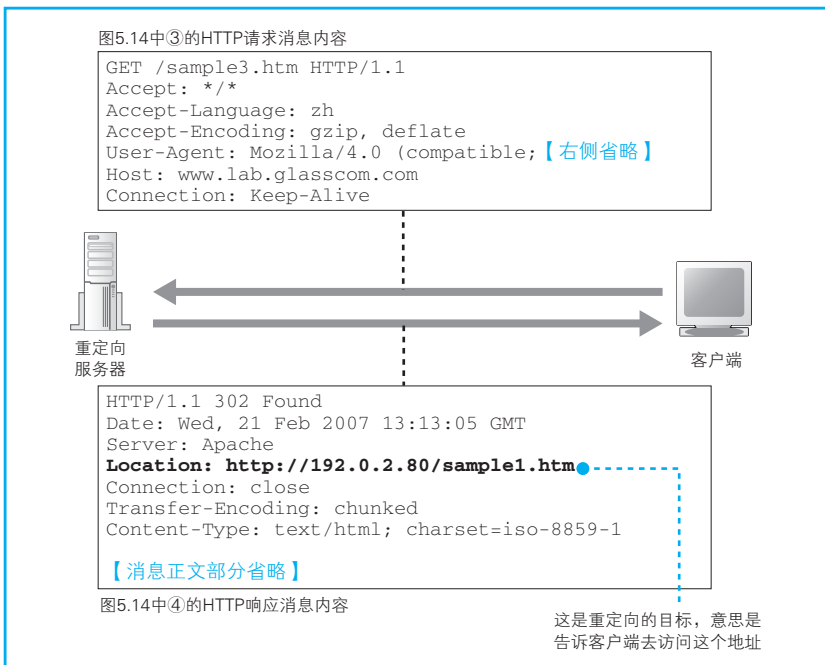 图5.14中③的HTTP请求消息内容
GET /sample3.htm HTTP/1.1
Accept: */*
Accept-Language: zh
Accept-Encoding: gzip, deflate
User-Agent: Mozilla/4.0 (compatible;【右侧省略】
Host: www.lab.glasscom.com
Connection: Keep-Alive
重定向
服务器
客户端
HTTP/1.1 302 Found
Date: Wed, 21 Feb 2007 13:13:05 GMT
Server: Apache
Location: http://192.0.2.80/sample1.htm
Connection: close
Transfer-Encoding: chunked
Content-Type: text/html; charset=iso-8859-1
【消息正文部分省略】
图5.14中④的HTTP响应消息内容
这是重定向的目标，意思是
告诉客户端去访问这个地址